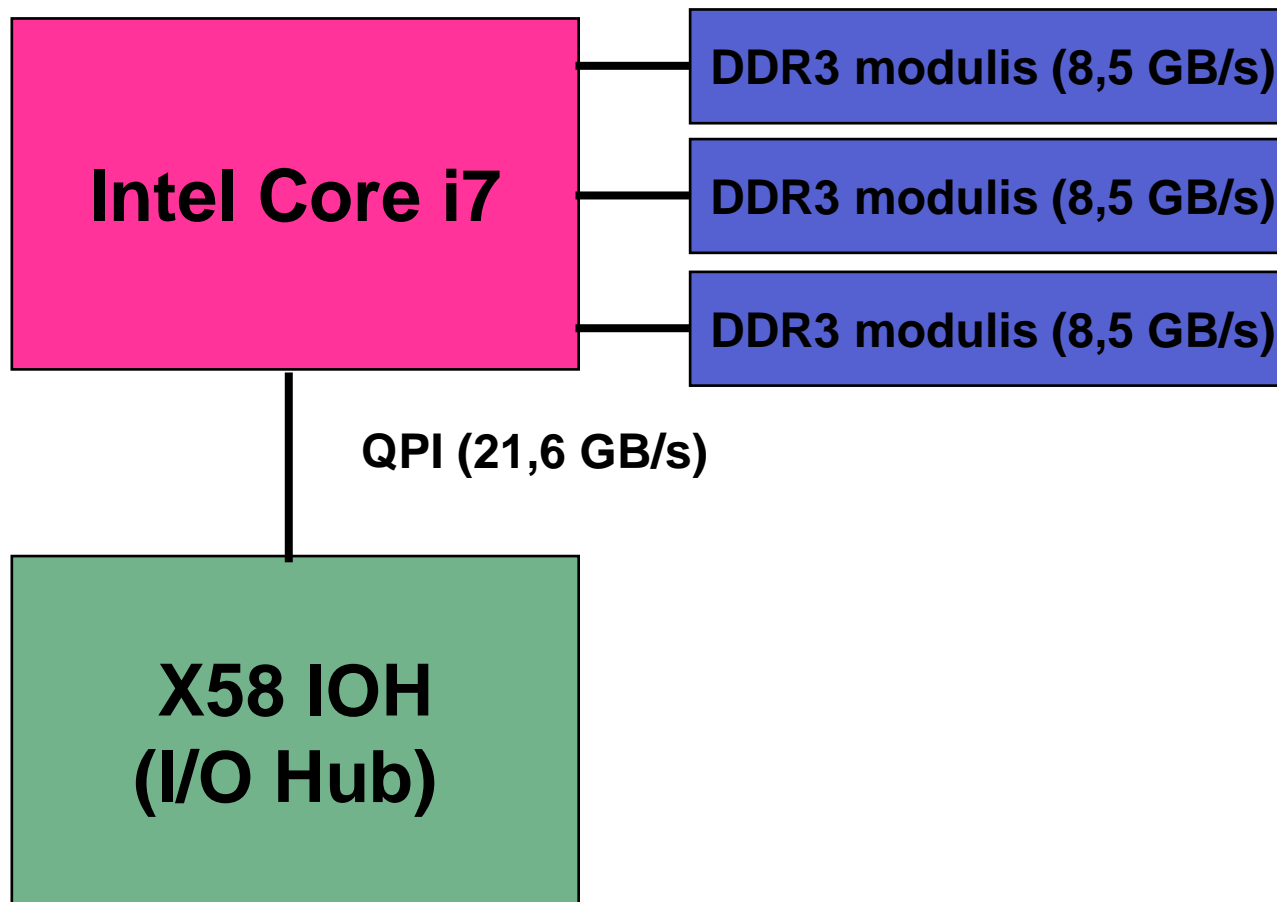 Intel Core i7
DDR3 modulis (8,5 GB/s)
DDR3 modulis (8,5 GB/s)
DDR3 modulis (8,5 GB/s)
QPI (21,6 GB/s)
X58 IOH
(I/O Hub)